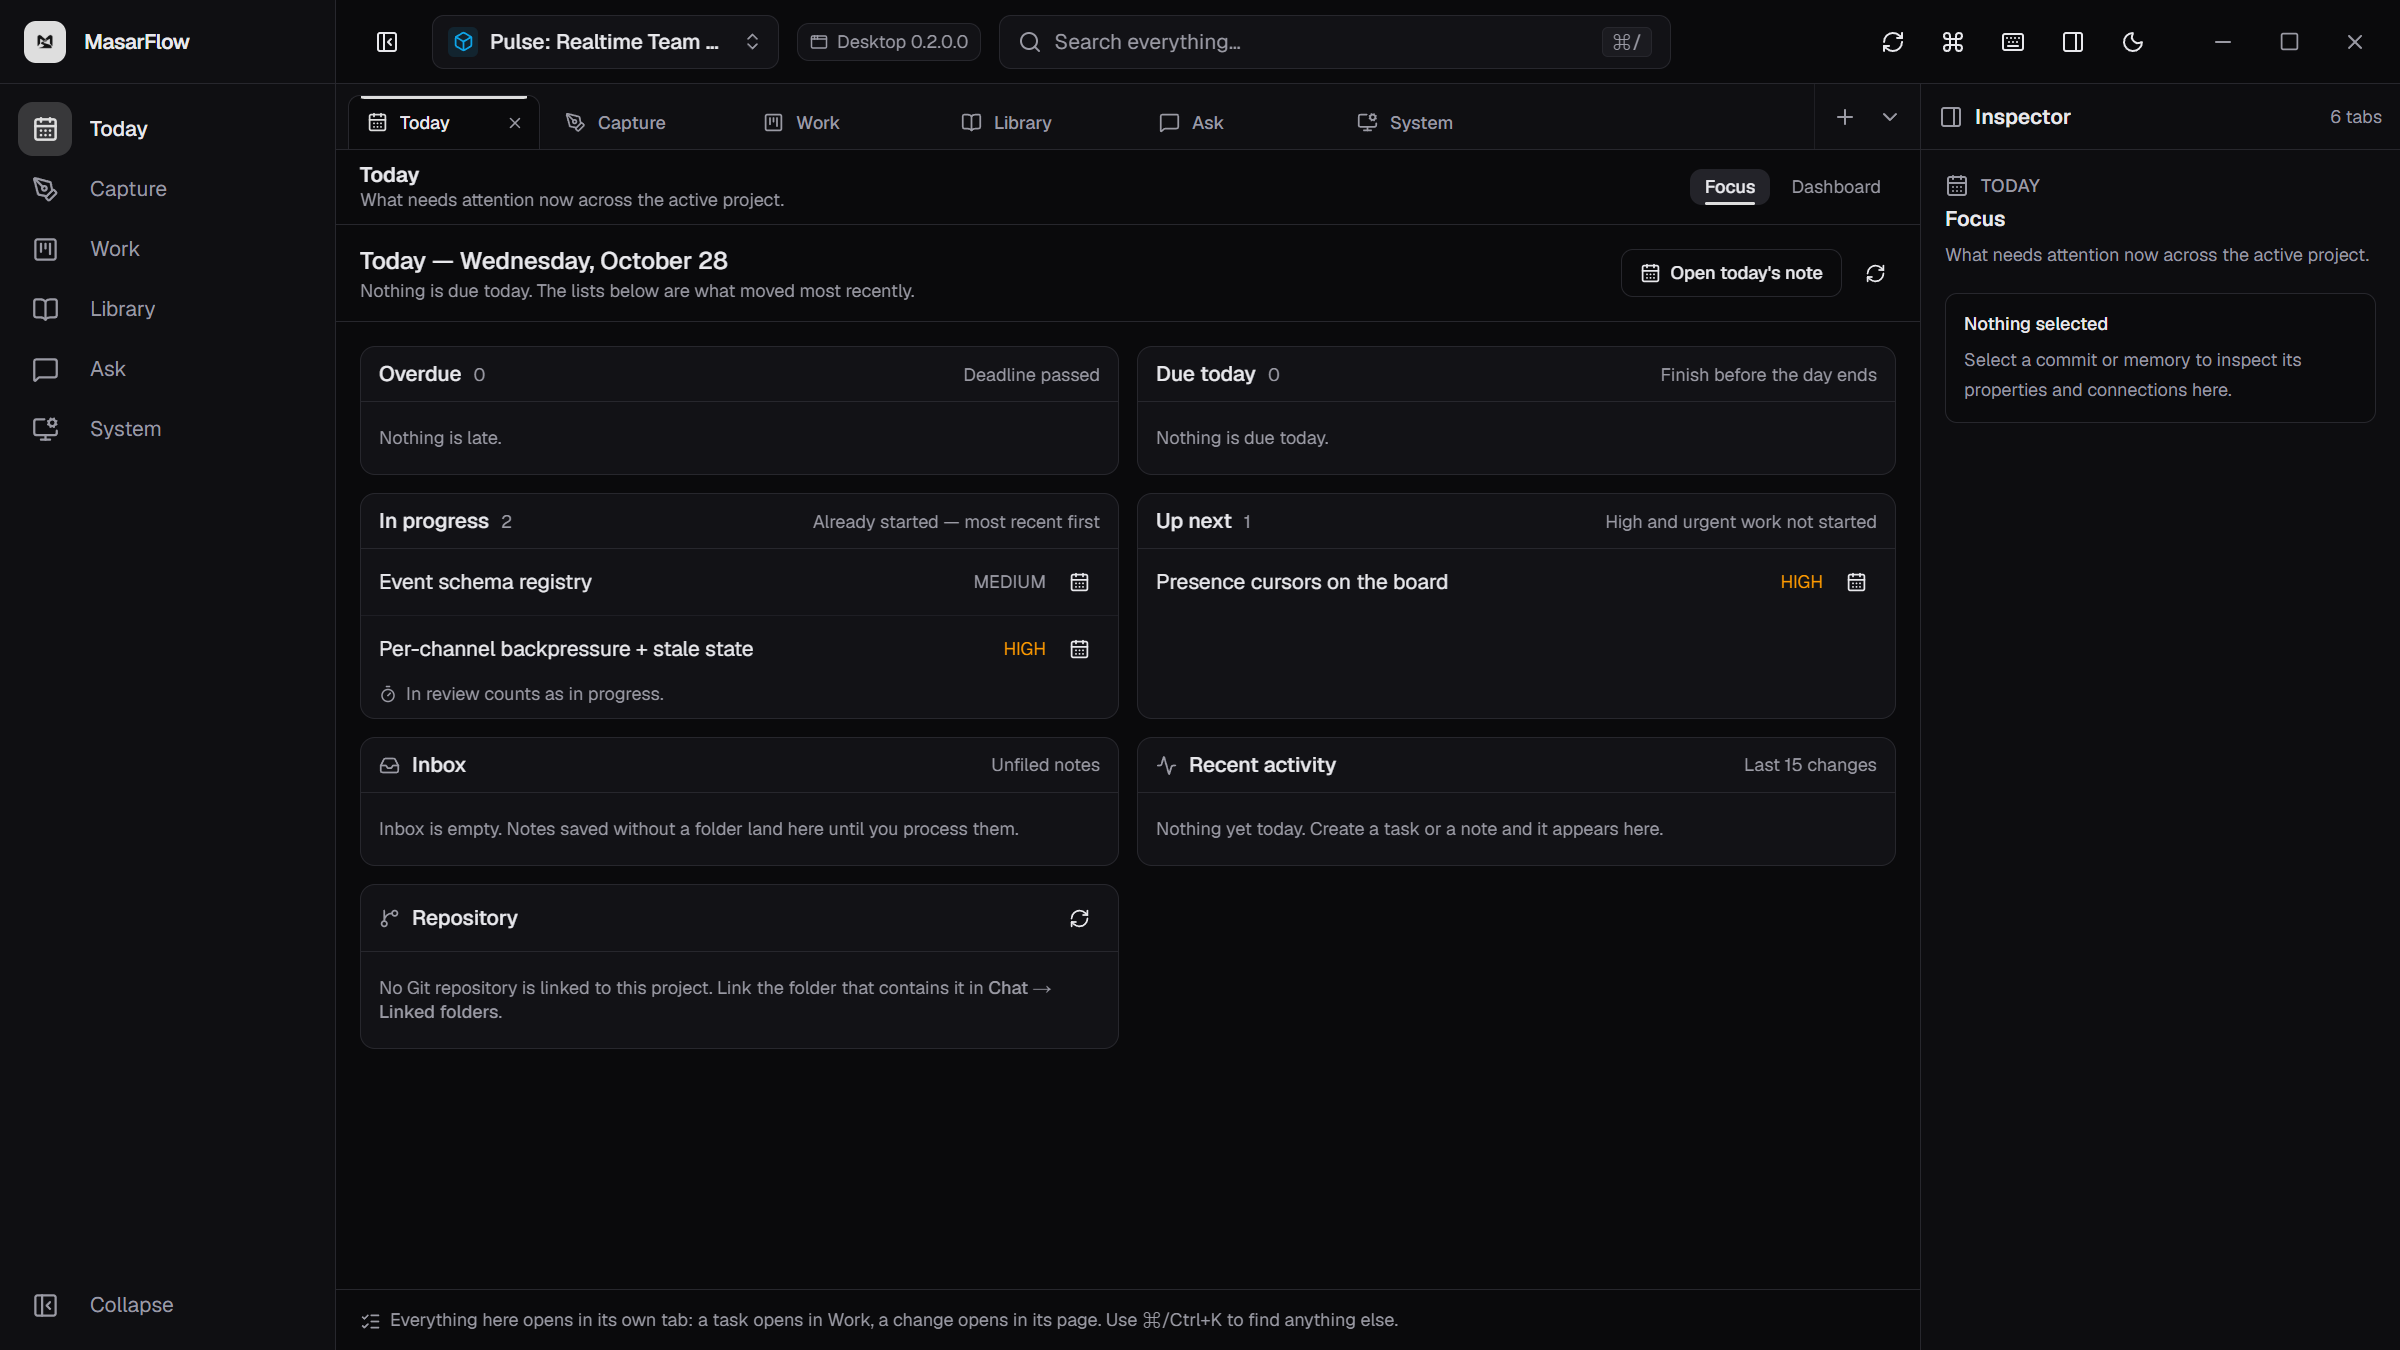 MasarFlow
Pulse: Realtime Team ...
Desktop 0.2.0.0
Search everything...
⌘/
Today
Capture
Work
Library
Ask
System
Collapse
Today
Capture
Work
Library
Ask
System
Today
What needs attention now across the active project.
Focus
Dashboard
Today — Wednesday, October 28
Nothing is due today. The lists below are what moved most recently.
Open today's note
Overdue 0
Deadline passed
Nothing is late.
Due today 0
Finish before the day ends
Nothing is due today.
In progress 2
Already started — most recent first
Event schema registry
MEDIUM
Per-channel backpressure + stale state
HIGH
In review counts as in progress.
Up next 1
High and urgent work not started
Presence cursors on the board
HIGH
Inbox
Unfiled notes
Inbox is empty. Notes saved without a folder land here until you process them.
Recent activity
Last 15 changes
Nothing yet today. Create a task or a note and it appears here.
Repository
No Git repository is linked to this project. Link the folder that contains it in Chat →
Linked folders.
Everything here opens in its own tab: a task opens in Work, a change opens in its page. Use ⌘/Ctrl+K to find anything else.
Inspector
6 tabs
TODAY
Focus
What needs attention now across the active project.
Nothing selected
Select a commit or memory to inspect its
properties and connections here.